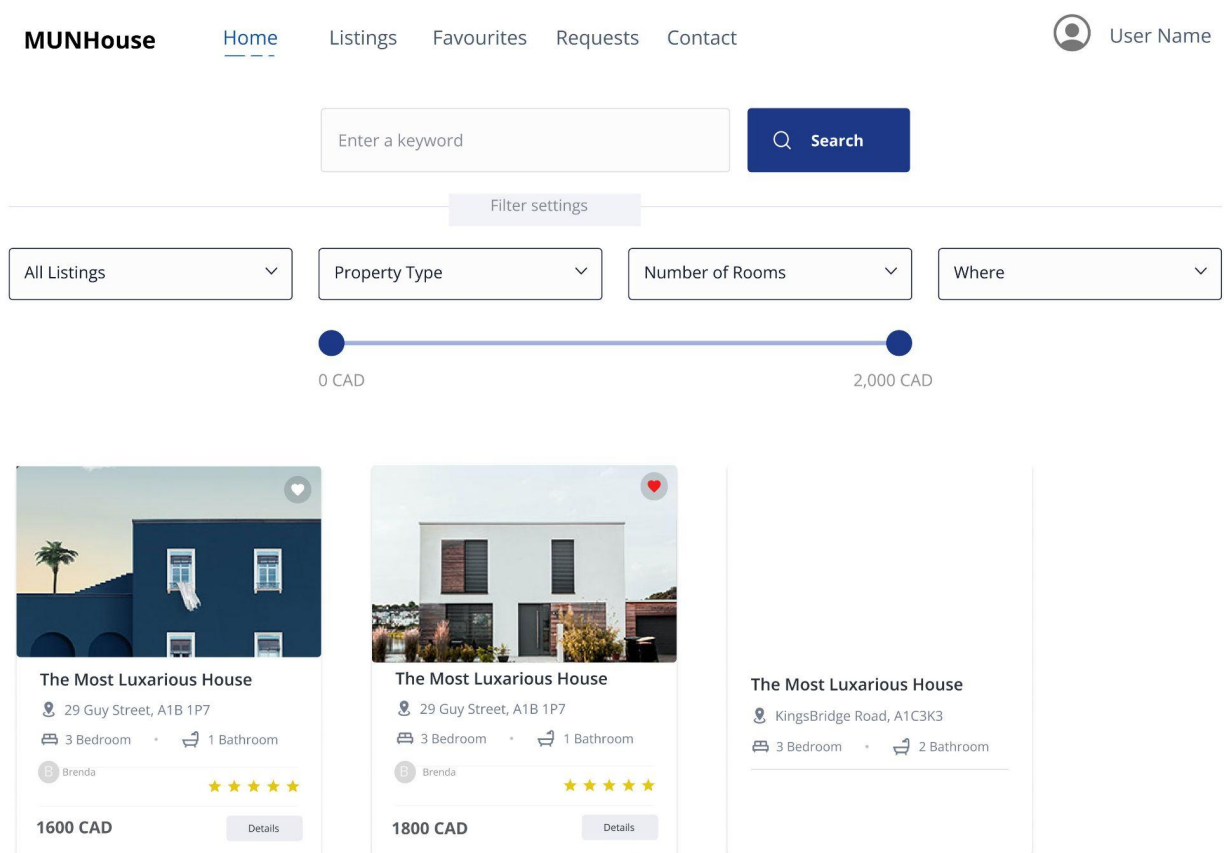 MUNHouse Home Listings Favourites Requests Contact User Name
Enter a keyword Search
Filter settings
All Listings Property Type Number of Rooms Where
0 CAD 2,000 CAD
The Most Luxarious House
29 Guy Street, A1B 1P7
3 Bedroom • 1 Bathroom
B Brenda
1600 CAD Details
The Most Luxarious House
29 Guy Street, A1B 1P7
3 Bedroom • 1 Bathroom
B Brenda
1800 CAD Details
The Most Luxarious House
KingsBridge Road, A1C3K3
3 Bedroom • 2 Bathroom